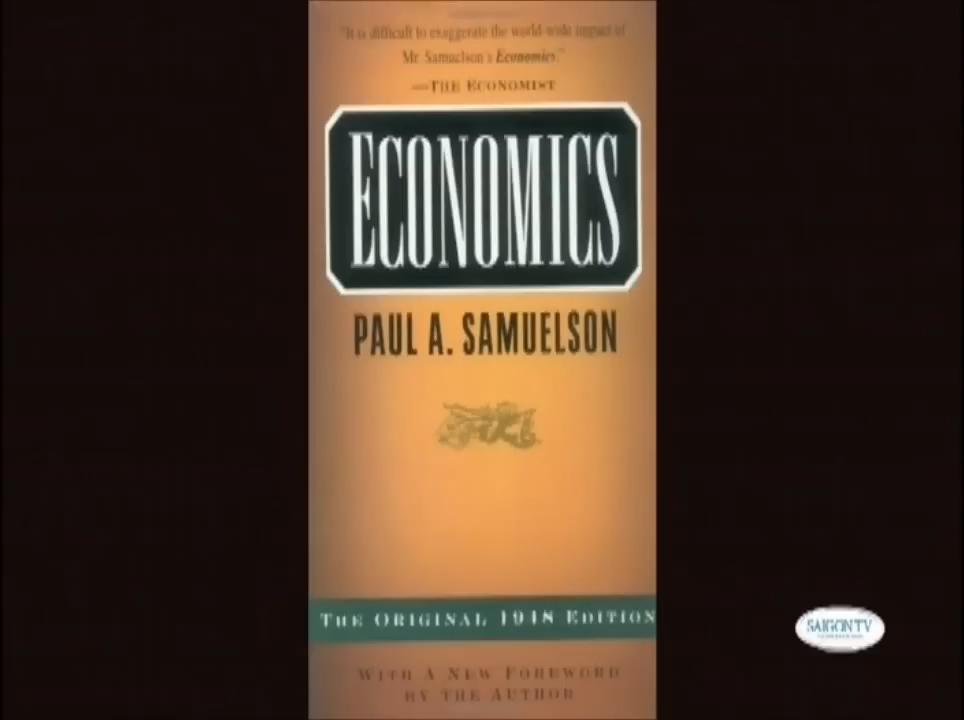 "It is difficult to exaggerate the world-wide impact of
Mr. Samuelson's Economics."
—THE ECONOMIST
ECONOMICS
PAUL A. SAMUELSON
THE ORIGINAL 1948 EDITION
WITH A NEW FOREWORD
BY THE AUTHOR
SAIGON TV